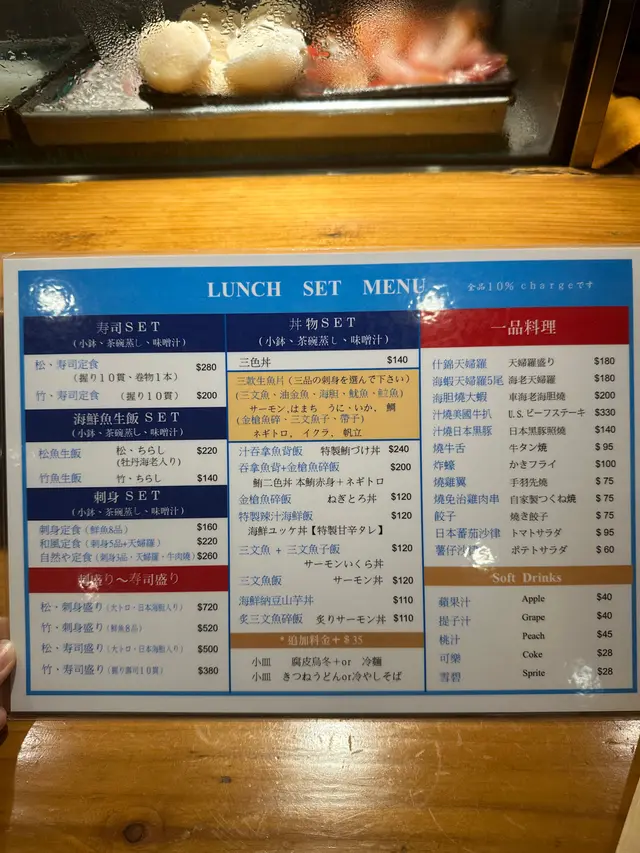 LUNCH SET MENU
全品10% chargeです
寿司SET
(小鉢、茶碗蒸し、味噌汁)
松・寿司定食 $280
(握り10貫、巻物1本)
竹・寿司定食 (握り10貫) $200
海鮮魚生飯 SET
(小鉢、茶碗蒸し、味噌汁)
松魚生飯 松・ちらし $220
(牡丹海老入り)
竹魚生飯 竹・ちらし $140
刺身 SET
(小鉢、茶碗蒸し、味噌汁)
刺身定食 (鮮魚8品) $160
和風定食 (刺身5品+天婦羅) $220
自然や定食 (刺身3品・天婦羅・牛肉燒) $260
刺盛り～寿司盛り
松・刺身盛り (大トロ・日本海胆入り) $720
竹・刺身盛り (鮮魚8品) $520
松・寿司盛り (大トロ・日本海胆入り) $500
竹・寿司盛り (握り壽司10貫) $380
丼物SET
(小鉢、茶碗蒸し、味噌汁)
三色丼 $140
三款生魚片 (三品の刺身を選んで下さい)
(三文魚、油金魚、海胆、魷魚、粒魚)
サーモン、はまち うに、いか、 鯛
(金槍魚碎、三文魚子、帶子)
ネギトロ、 イクラ、 帆立
汁吞拿魚背飯 特製鮪づけ丼 $240
吞拿魚背+金槍魚碎飯 $200
鮪二色丼 本鮪赤身+ネギトロ
金槍魚碎飯 ねぎとろ丼 $120
特製辣汁海鮮飯 $120
海鮮ユッケ丼【特製甘辛タレ】
三文魚 + 三文魚子飯 $120
サーモンいくら丼
三文魚飯 サーモン丼 $120
海鮮納豆山芋丼 $110
炙三文魚碎飯 炙りサーモン丼 $110
*追加料金+$35
小皿 腐皮烏冬+or 冷麵
小皿 きつねうどんor冷やしそば
一品料理
什錦天婦羅 天婦羅盛り $180
海蝦天婦羅5尾 海老天婦羅 $180
海胆燒大蝦 車海老海胆燒 $200
汁燒美國牛扒 U.S.ビーフステーキ $330
汁燒日本黒豚 日本黒豚照燒 $140
燒牛舌 牛タン燒 $ 95
炸蠔 かきフライ $100
燒雞翼 手羽先燒 $ 75
燒免治雞肉串 自家製つくね燒 $ 75
餃子 燒き餃子 $ 75
日本蕃茄沙律 トマトサラダ $ 95
薯仔沙律 ポテトサラダ $ 60
Soft Drinks
蘋果汁 Apple $40
提子汁 Grape $40
桃汁 Peach $45
可樂 Coke $28
雪碧 Sprite $28